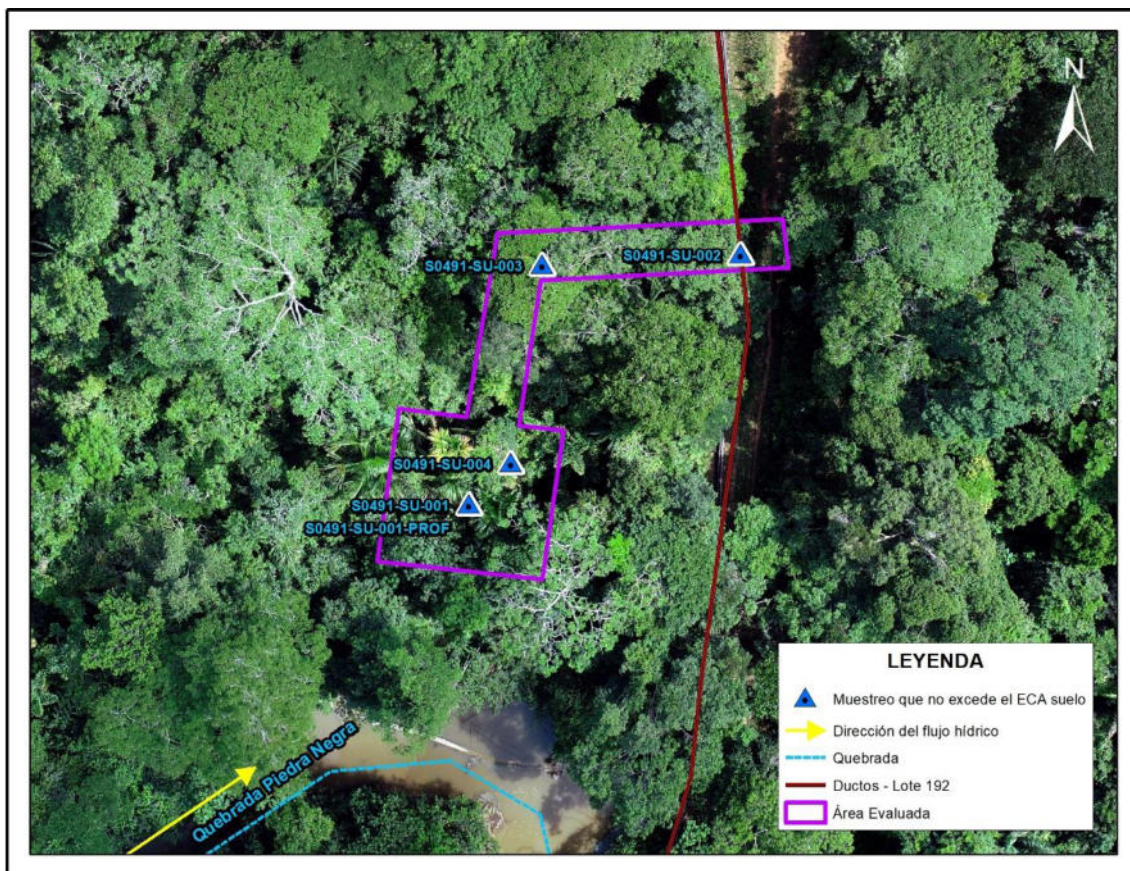 N
S0491-SU-003
S0491-SU-002
S0491-SU-004
S0491-SU-001
S0491-SU-001-PROF
Quebrada Piedra Negra
LEYENDA
Muestreo que no excede el ECA suelo
Dirección del flujo hídrico
Quebrada
Ductos - Lote 192
Área Evaluada